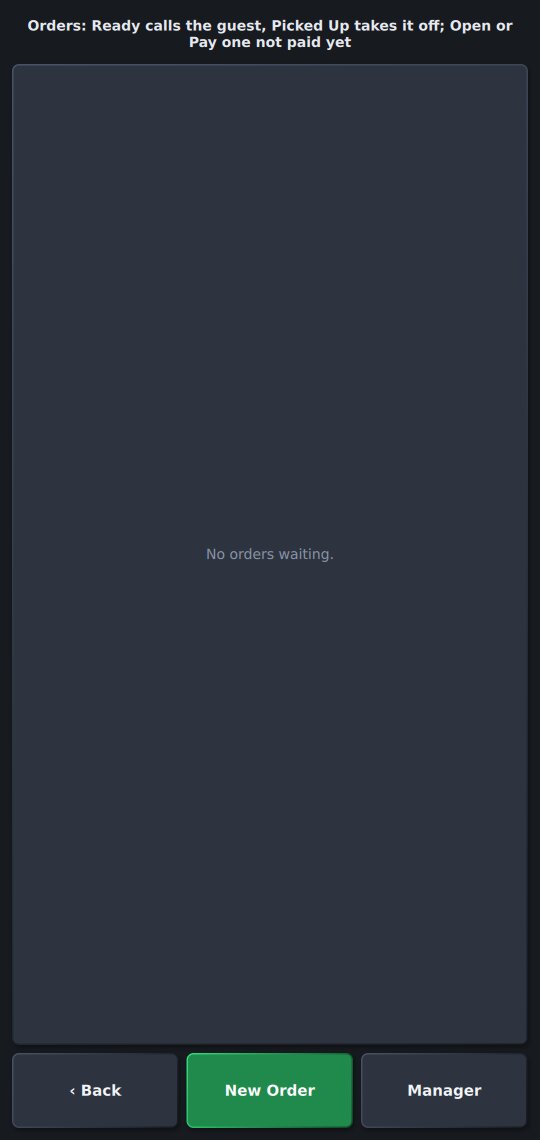 Orders: Ready calls the guest, Picked Up takes it off; Open or
Pay one not paid yet
No orders waiting.
‹ Back
New Order
Manager